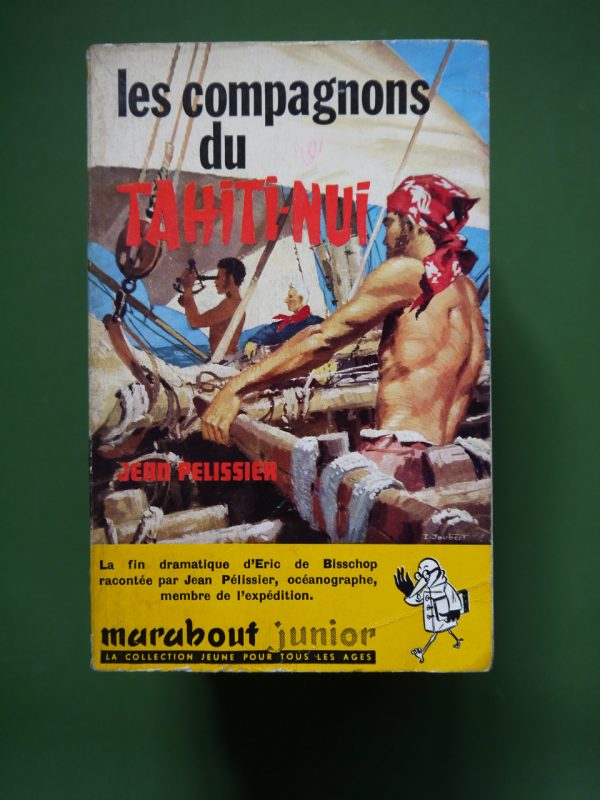 les compagnons
du
TAHITI-NUI
JEAN PELISSIER
P. Joubert
La fin dramatique d'Eric de Bisschop
racontée par Jean Pélissier, océanographe,
membre de l'expédition.
marabout junior
LA COLLECTION JEUNE POUR TOUS LES AGES